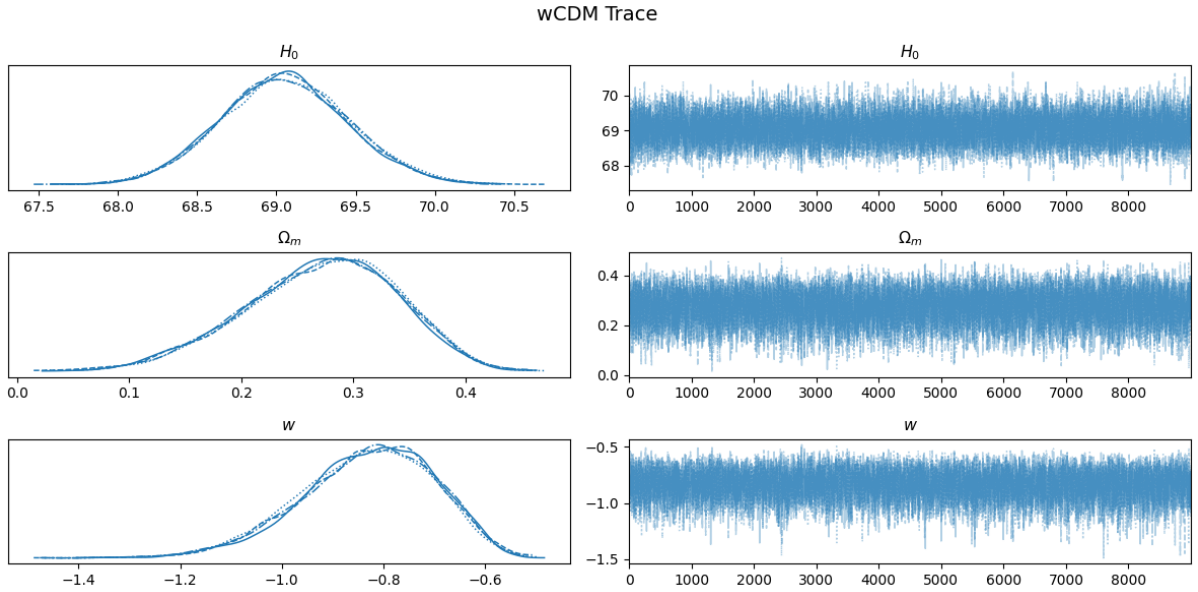 wCDM Trace
H₀
H₀
67.5 68.0 68.5 69.0 69.5 70.0 70.5
70
69
68
0 1000 2000 3000 4000 5000 6000 7000 8000
Ωₘ
Ωₘ
0.0 0.1 0.2 0.3 0.4
0.4
0.2
0.0
0 1000 2000 3000 4000 5000 6000 7000 8000
w
w
−1.4 −1.2 −1.0 −0.8 −0.6
−0.5
−1.0
−1.5
0 1000 2000 3000 4000 5000 6000 7000 8000